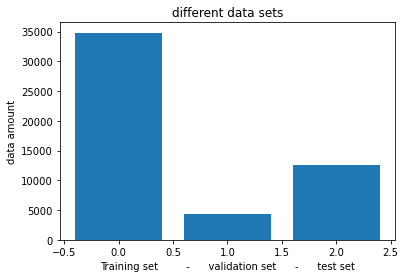 different data sets
35000
30000
25000
20000
15000
10000
5000
0
data amount
−0.5 0.0 0.5 1.0 1.5 2.0 2.5
Training set - validation set - test set